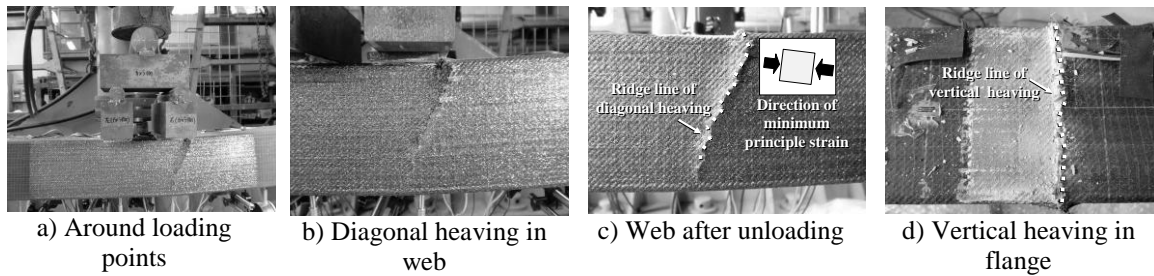 Ridge line of
diagonal heaving
Direction of
minimum
principle strain
Ridge line of
vertical heaving
a) Around loading
points
b) Diagonal heaving in
web
c) Web after unloading
d) Vertical heaving in
flange